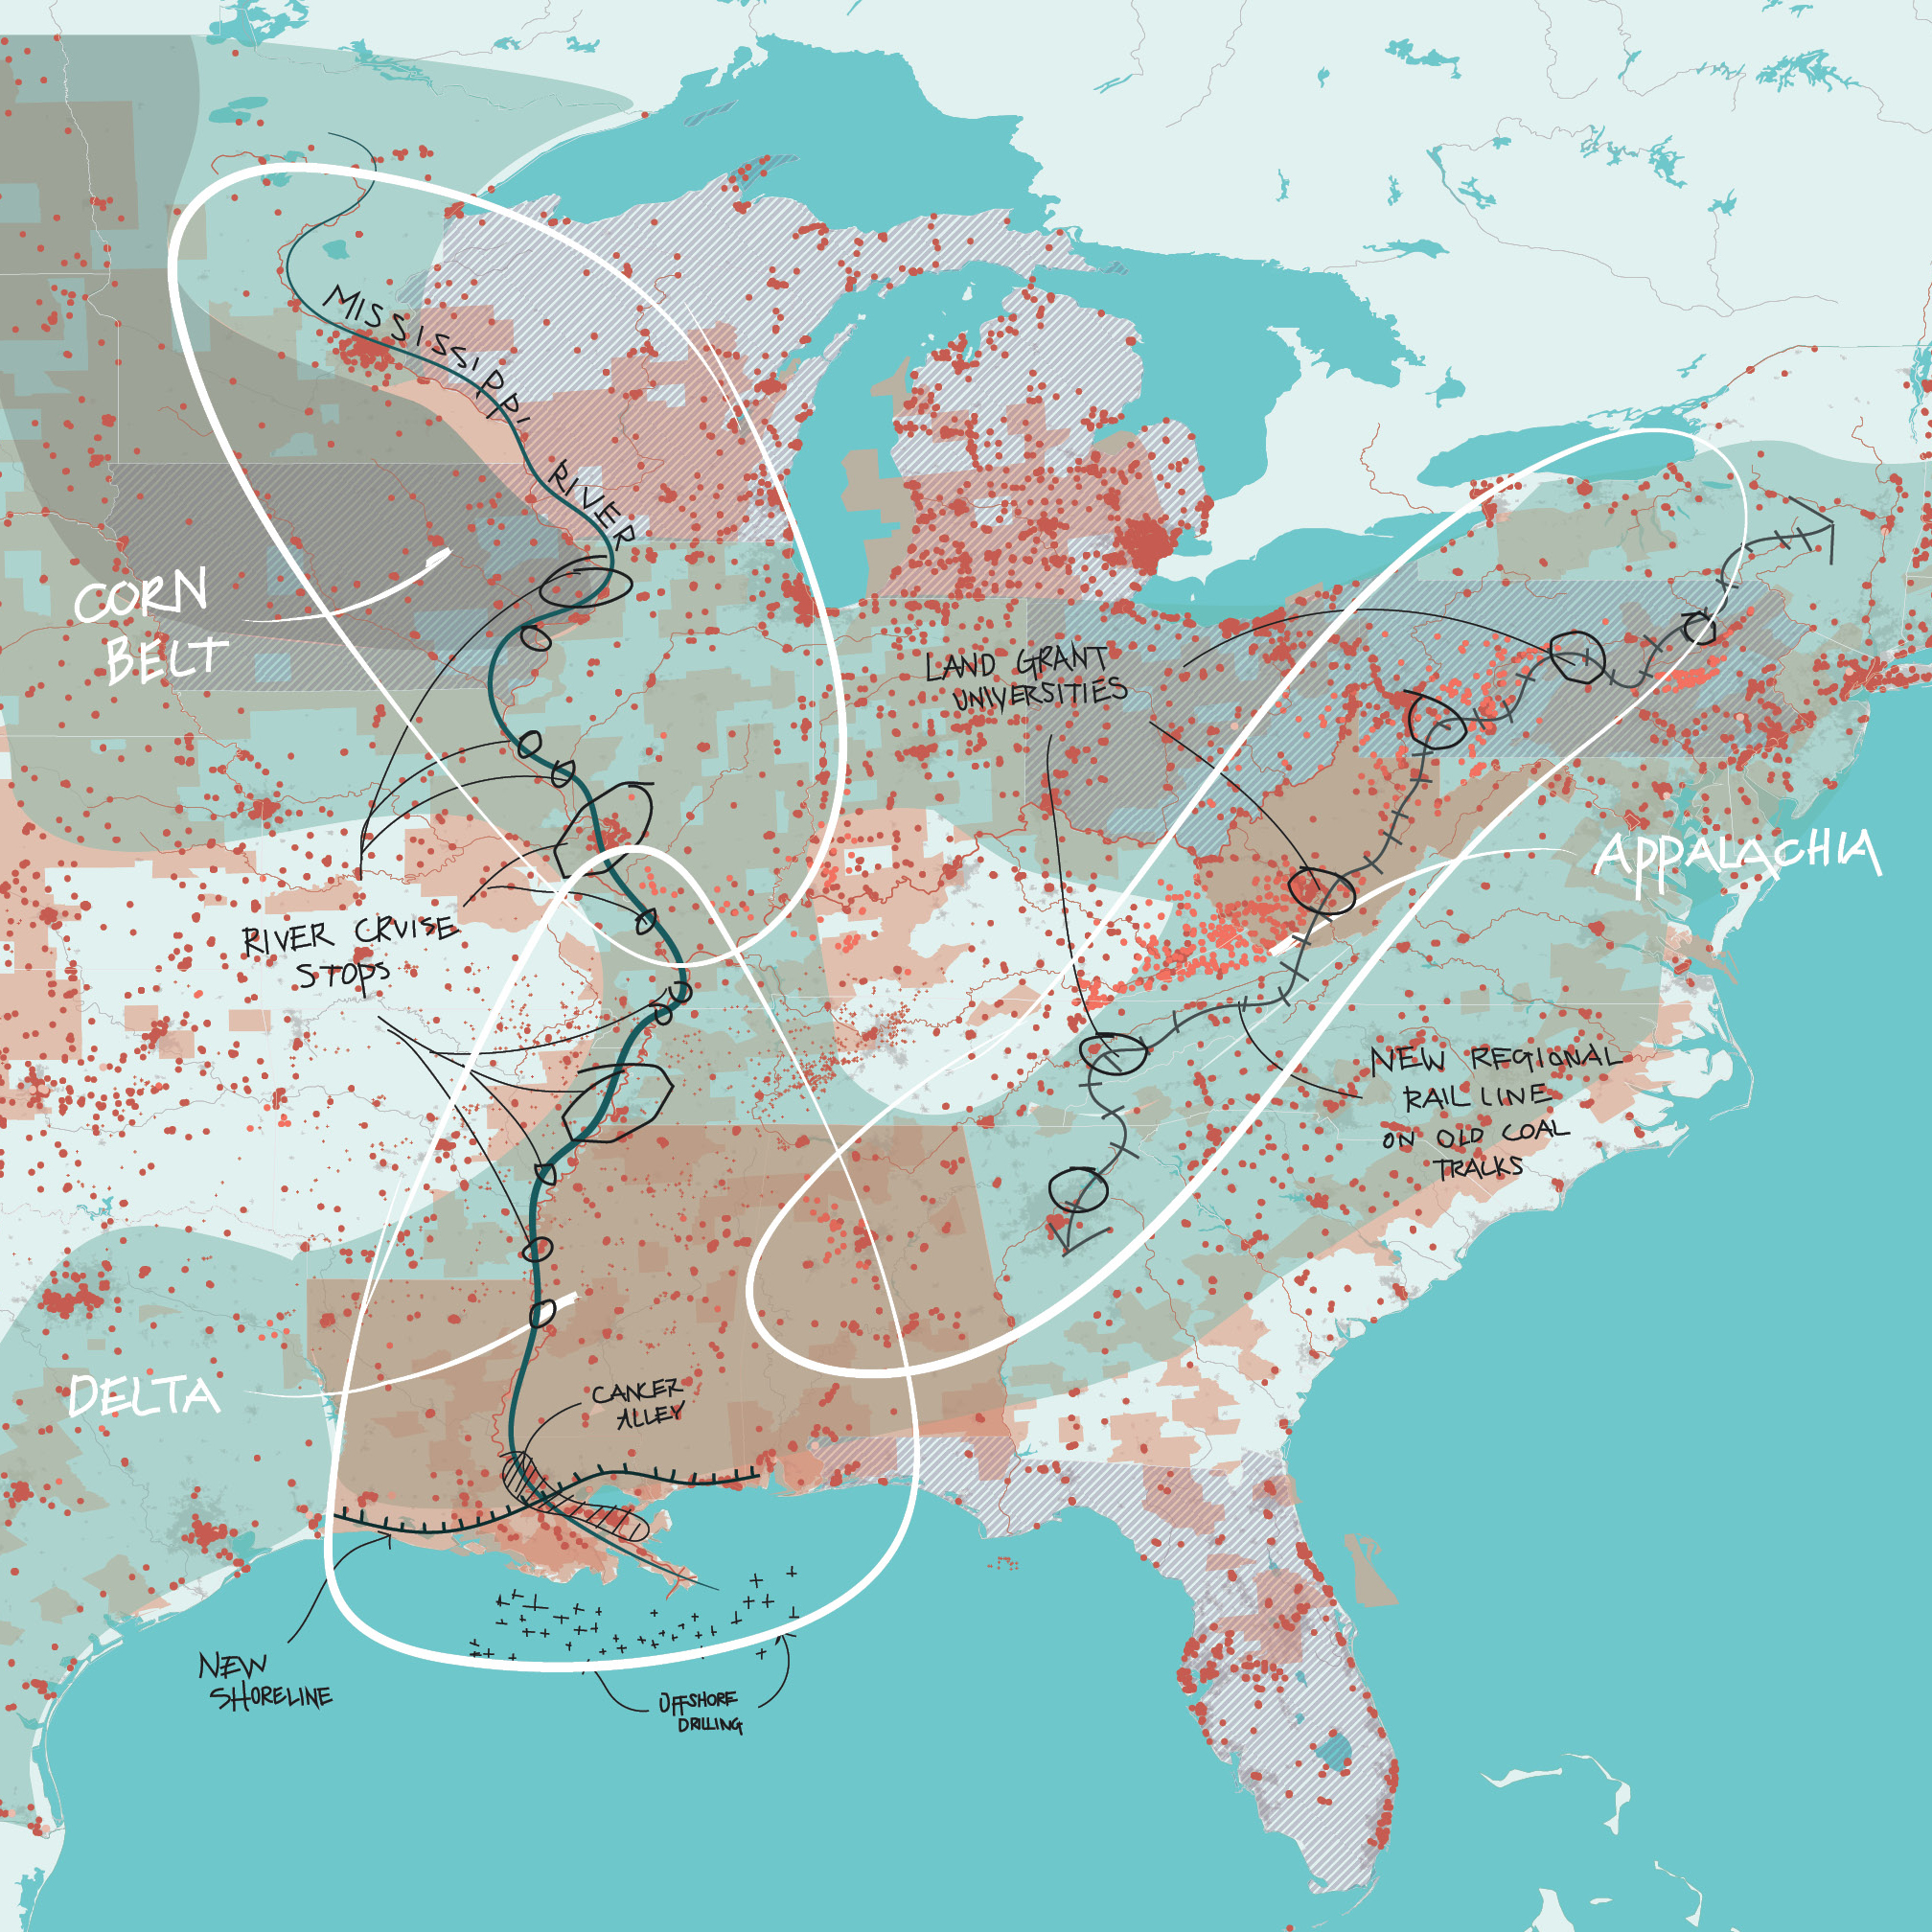 MISSISSIPPI
RIVER
CORN
BELT
LAND GRANT
UNIVERSITIES
APPALACHIA
RIVER CRUISE
STOPS
NEW REGIONAL
RAIL LINE
ON OLD COAL
TRACKS
DELTA
CANCER
ALLEY
NEW
SHORELINE
OFFSHORE
DRILLING